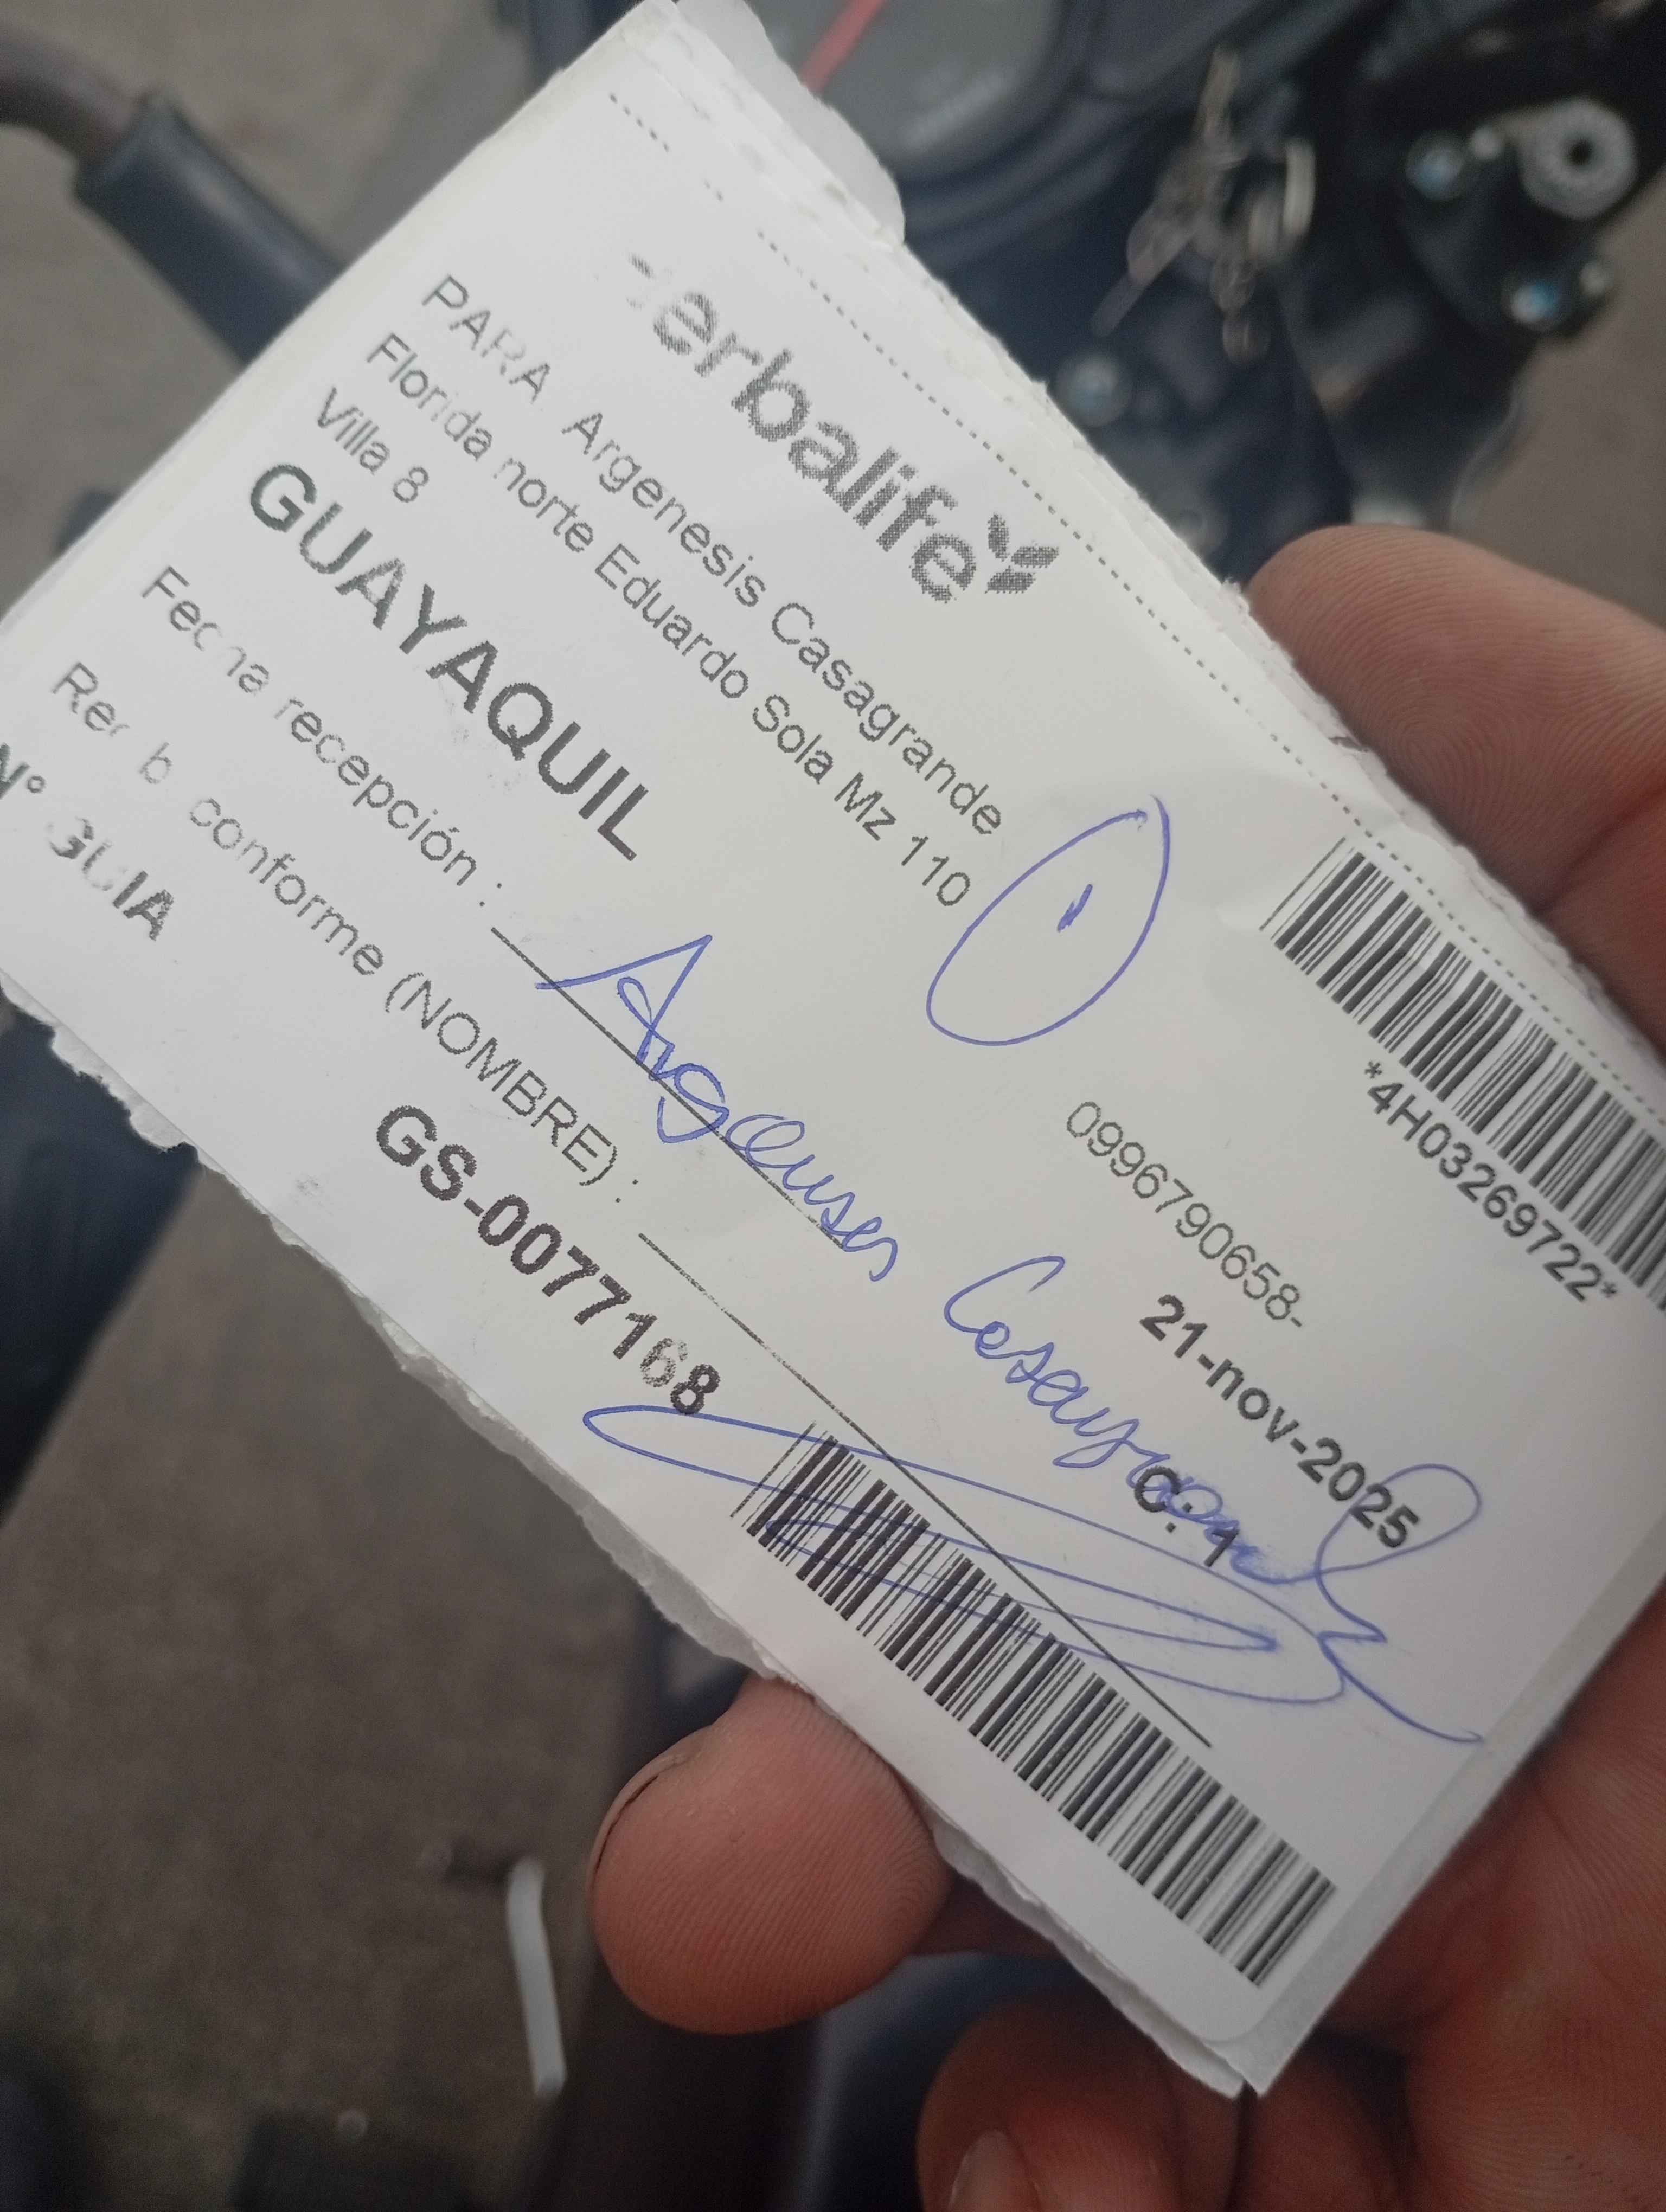 erbalife
*4H03269722*
PARA Argenesis Casagrande
Florida norte Eduardo Sola Mz 110
Villa 8
0996790658-
GUAYAQUIL
21-nov-2025
Fecha recepción :
C: 1
Recib conforme (NOMBRE) :
N° GUIA
GS-0077168